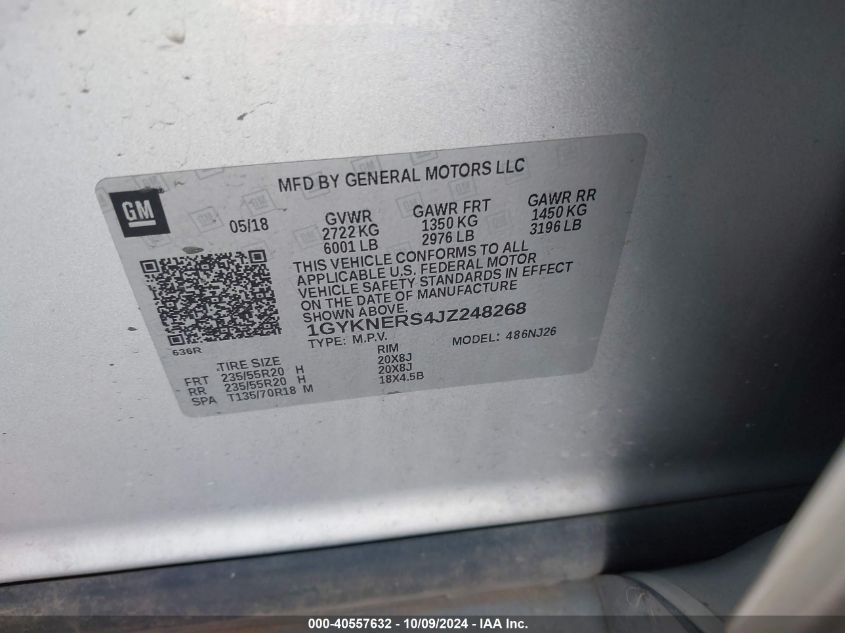 MFD BY GENERAL MOTORS LLC
GM
05/18 GVWR GAWR FRT GAWR RR
2722 KG 1350 KG 1450 KG
6001 LB 2976 LB 3196 LB
THIS VEHICLE CONFORMS TO ALL
APPLICABLE U.S. FEDERAL MOTOR
VEHICLE SAFETY STANDARDS IN EFFECT
ON THE DATE OF MANUFACTURE
SHOWN ABOVE.
1GYKNERS4JZ248268
TYPE: M.P.V. MODEL: 486NJ26
636R
TIRE SIZE RIM
FRT 235/55R20 H 20X8J
RR 235/55R20 H 20X8J
SPA T135/70R18 M 18X4.5B
000-40557632 - 10/09/2024 - IAA Inc.